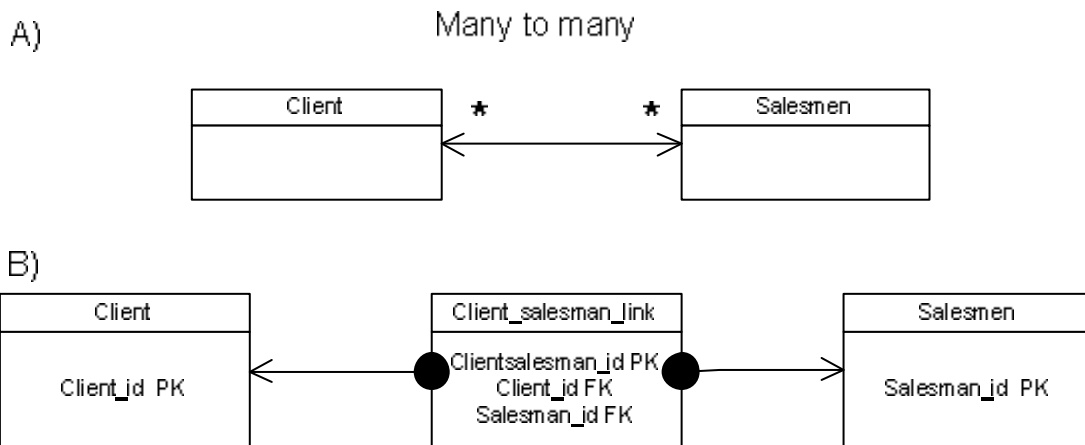 A)
Many to many
Client
*
*
Salesmen
B)
Client
Client_salesman_link
Salesmen
Client_id PK
Clientsalesman_id PK
Client_id FK
Salesman_id FK
Salesman_id PK